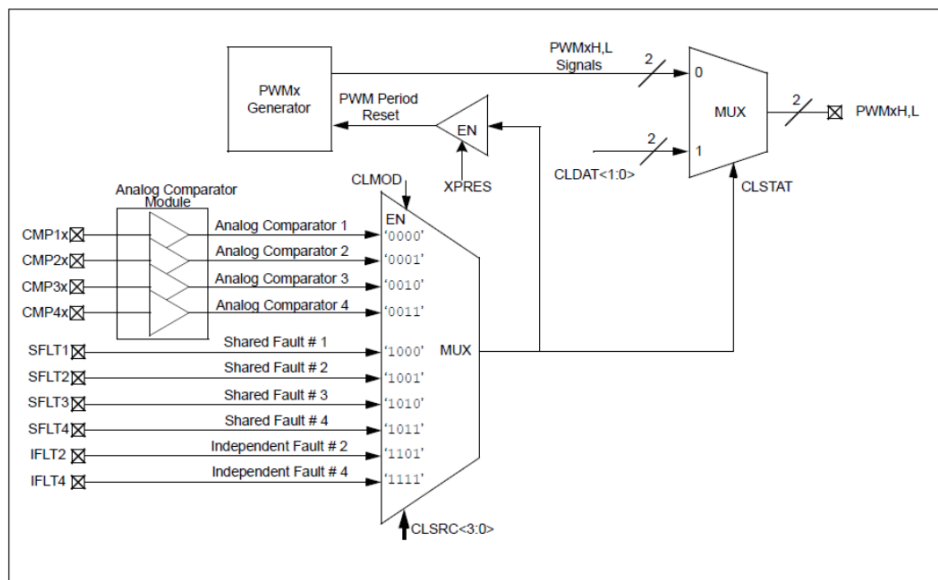 PWMxH,L
Signals
2
0
PWMx
Generator
PWM Period
Reset
EN
MUX
2
PWMxH,L
2
1
CLDAT<1:0>
XPRES
CLSTAT
CLMOD
Analog Comparator
Module
EN
CMP1x
Analog Comparator 1
'0000'
CMP2x
Analog Comparator 2
'0001'
CMP3x
Analog Comparator 3
'0010'
CMP4x
Analog Comparator 4
'0011'
MUX
SFLT1
Shared Fault # 1
'1000'
SFLT2
Shared Fault # 2
'1001'
SFLT3
Shared Fault # 3
'1010'
SFLT4
Shared Fault # 4
'1011'
IFLT2
Independent Fault # 2
'1101'
IFLT4
Independent Fault # 4
'1111'
CLSRC<3:0>